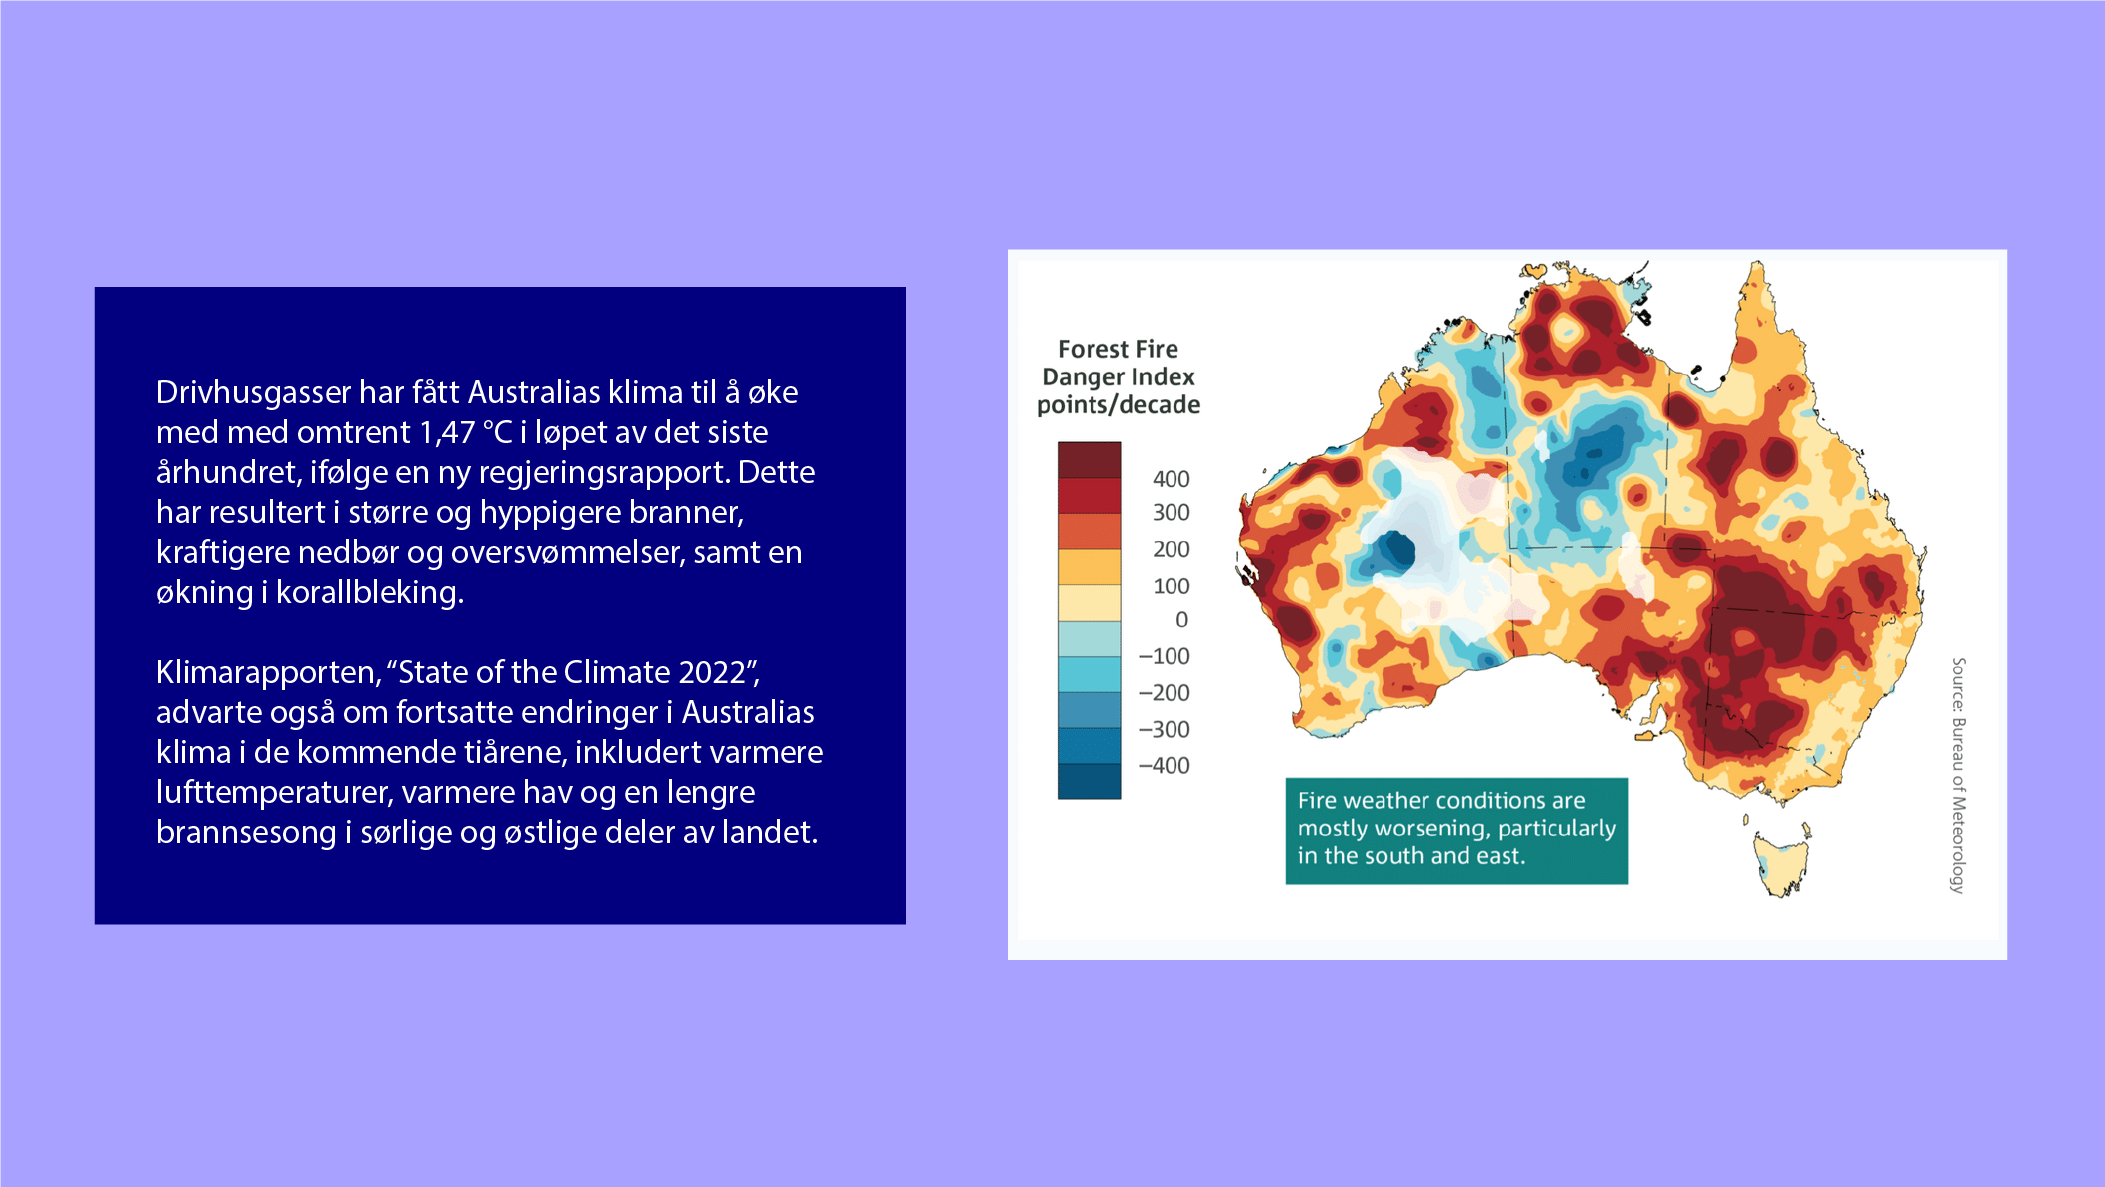 Drivhusgasser har fått Australias klima til å øke
med med omtrent 1,47 °C i løpet av det siste
århundret, ifølge en ny regjeringsrapport. Dette
har resultert i større og hyppigere branner,
kraftigere nedbør og oversvømmelser, samt en
økning i korallbleking.
Klimarapporten, “State of the Climate 2022”,
advarte også om fortsatte endringer i Australias
klima i de kommende tiårene, inkludert varmere
lufttemperaturer, varmere hav og en lengre
brannsesong i sørlige og østlige deler av landet.
Forest Fire
Danger Index
points/decade
400
300
200
100
0
−100
−200
−300
−400
Fire weather conditions are
mostly worsening, particularly
in the south and east.
Source: Bureau of Meteorology